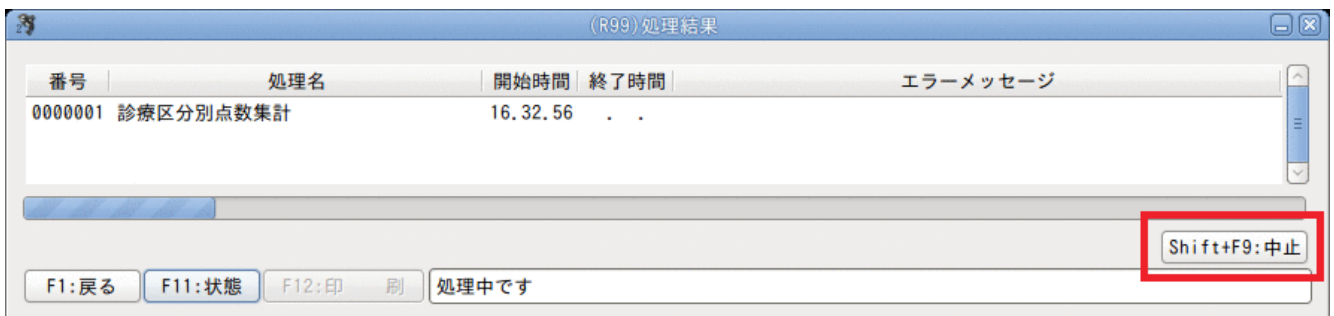 (R99)処理結果
番号 処理名 開始時間 終了時間 エラーメッセージ
0000001 診療区分別点数集計 16.32.56 . .
Shift+F9:中止
F1:戻る F11:状態 F12:印 刷 処理中です